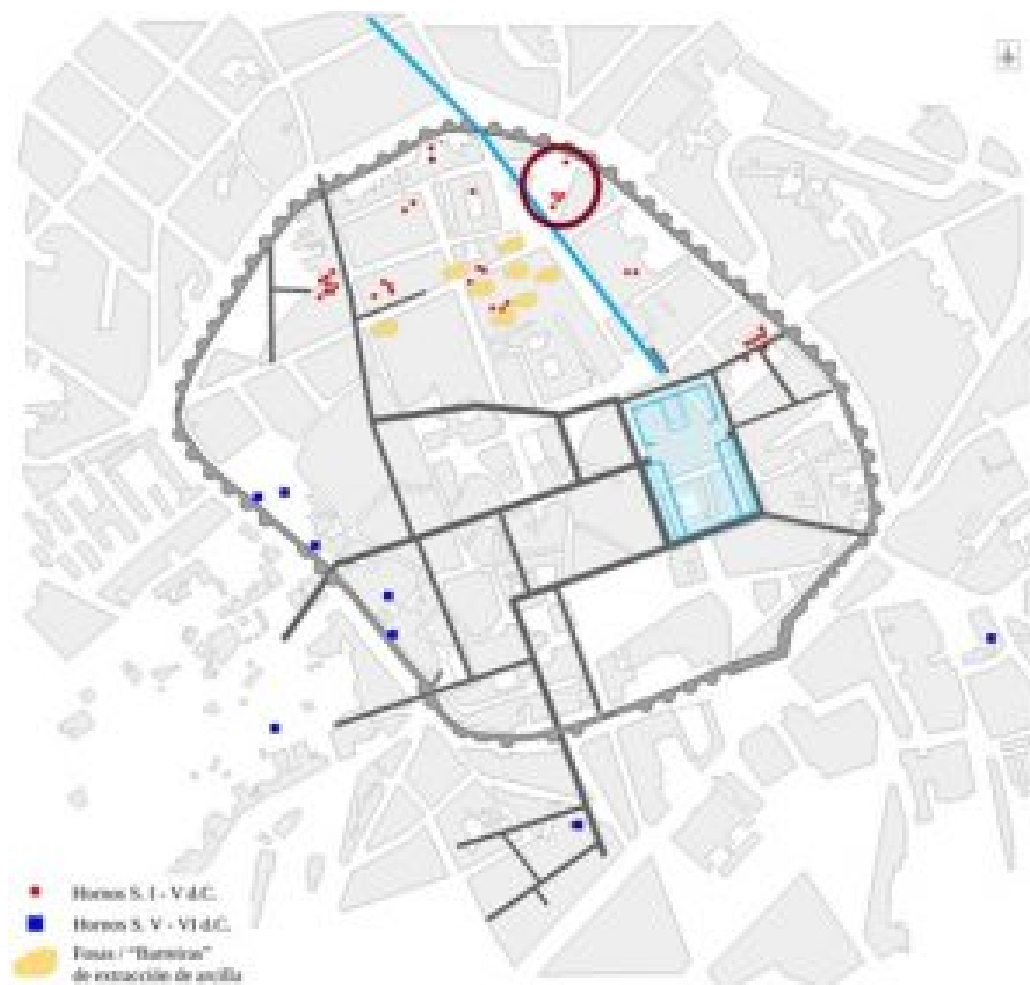 Hornos S. I - V d.C.
Hornos S. V - VI d.C.
Fosas / "Barreiras"
de extracción de arcilla